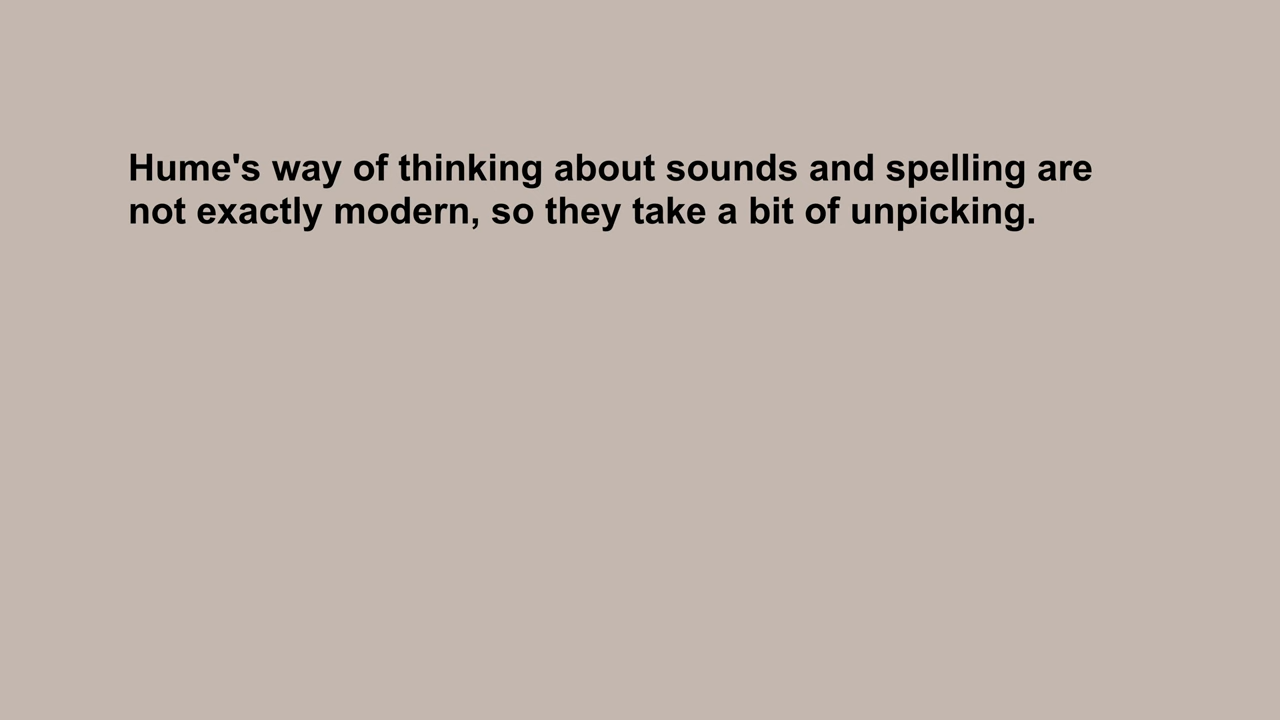 Hume's way of thinking about sounds and spelling are
not exactly modern, so they take a bit of unpicking.